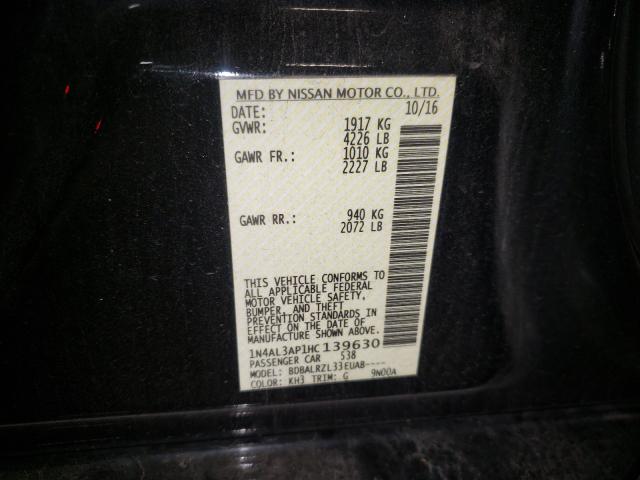 MFD BY NISSAN MOTOR CO., LTD.
DATE: 10/16
GVWR: 1917 KG
4226 LB
GAWR FR.: 1010 KG
2227 LB
GAWR RR.: 940 KG
2072 LB
THIS VEHICLE CONFORMS TO
ALL APPLICABLE FEDERAL
MOTOR VEHICLE SAFETY,
BUMPER, AND THEFT
PREVENTION STANDARDS IN
EFFECT ON THE DATE OF
MANUFACTURE SHOWN ABOVE.
1N4AL3AP1HC 139630
PASSENGER CAR 538
MODEL: BDBALRZL33EUAB----
COLOR: KH3 TRIM: G 9N00A